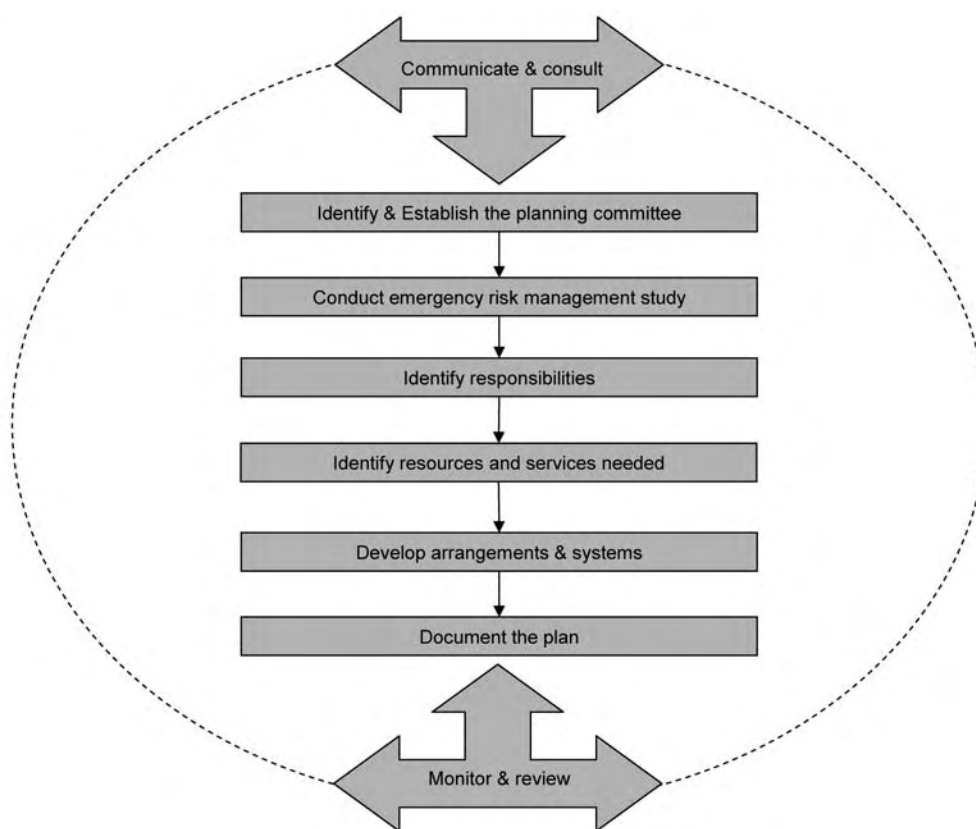 Communicate & consult
Identify & Establish the planning committee
Conduct emergency risk management study
Identify responsibilities
Identify resources and services needed
Develop arrangements & systems
Document the plan
Monitor & review